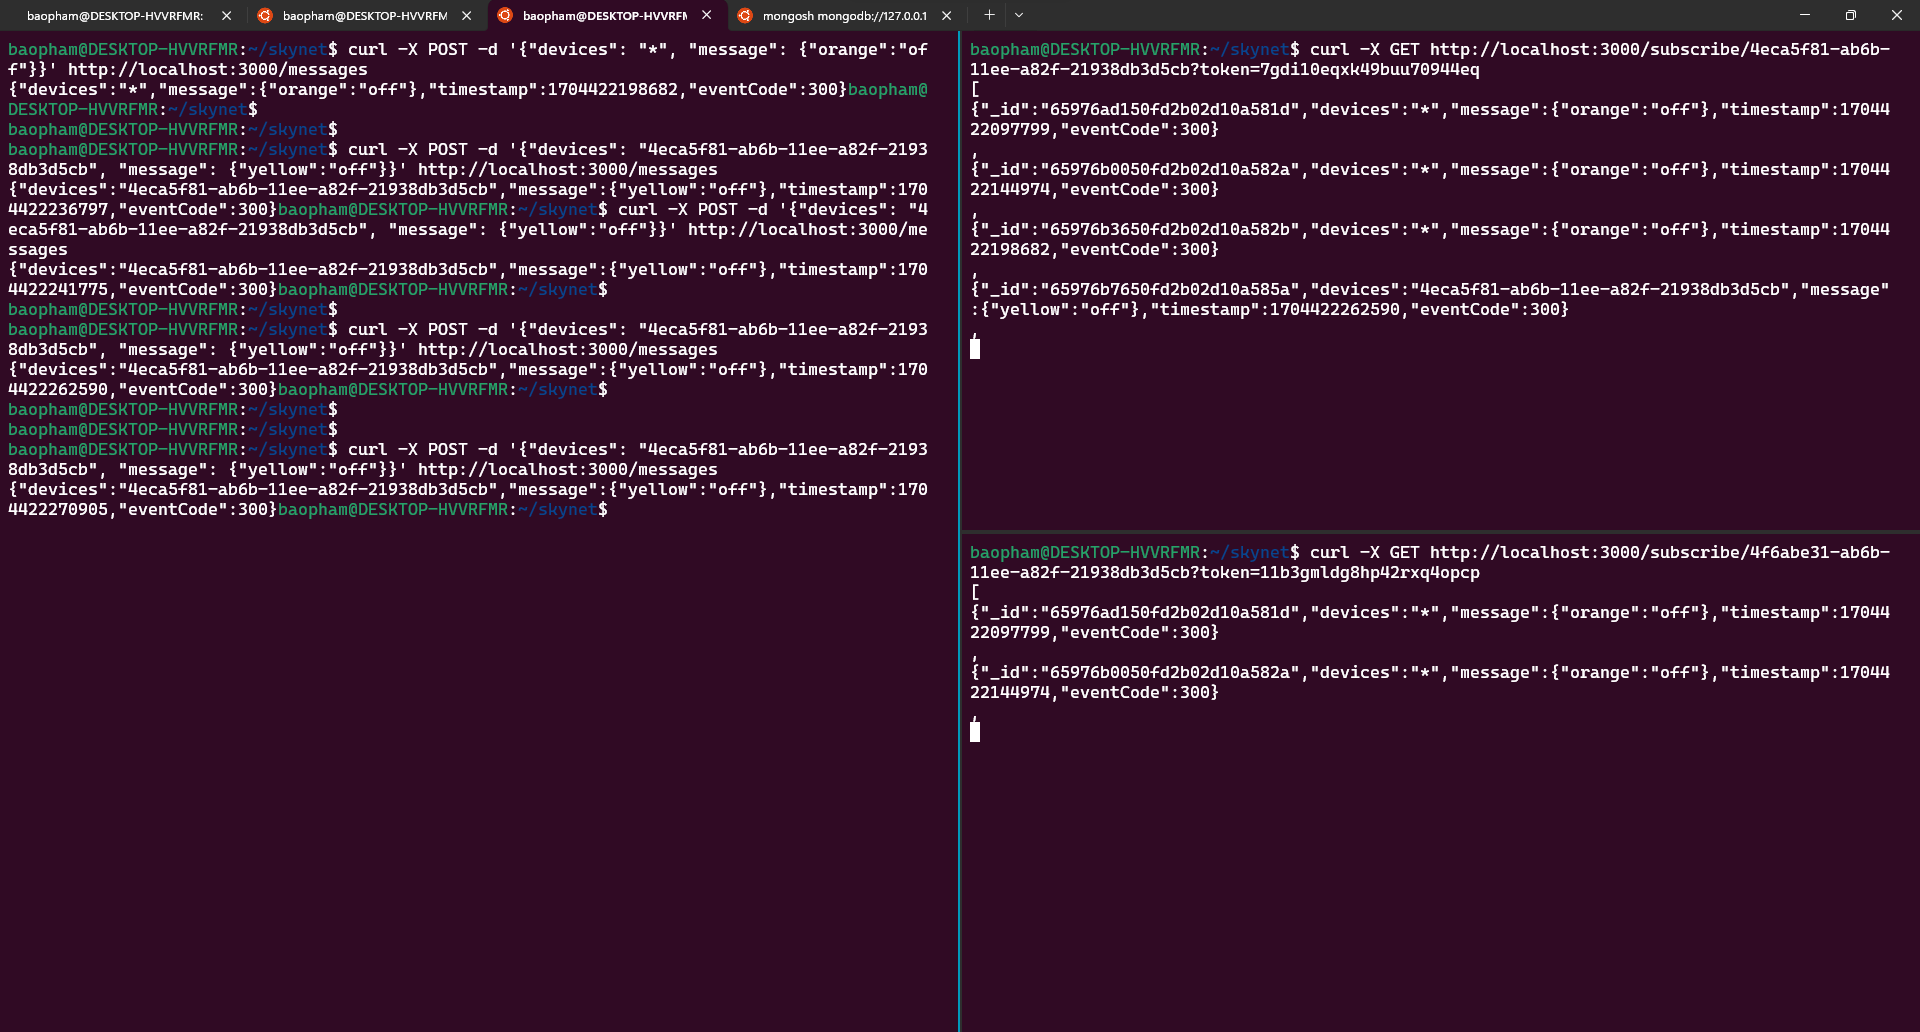 baopham@DESKTOP-HVVRFMR:
baopham@DESKTOP-HVVRFM
baopham@DESKTOP-HVVRFI
mongosh mongodb://127.0.0.1
baopham@DESKTOP-HVVRFMR:~/skynet$ curl -X POST -d '{"devices": "*", "message": {"orange":"of
f"}}' http://localhost:3000/messages
{"devices":"*","message":{"orange":"off"},"timestamp":1704422198682,"eventCode":300}baopham@
DESKTOP-HVVRFMR:~/skynet$
baopham@DESKTOP-HVVRFMR:~/skynet$
baopham@DESKTOP-HVVRFMR:~/skynet$ curl -X POST -d '{"devices": "4eca5f81-ab6b-11ee-a82f-2193
8db3d5cb", "message": {"yellow":"off"}}' http://localhost:3000/messages
{"devices":"4eca5f81-ab6b-11ee-a82f-21938db3d5cb","message":{"yellow":"off"},"timestamp":170
4422236797,"eventCode":300}baopham@DESKTOP-HVVRFMR:~/skynet$ curl -X POST -d '{"devices": "4
eca5f81-ab6b-11ee-a82f-21938db3d5cb", "message": {"yellow":"off"}}' http://localhost:3000/me
ssages
{"devices":"4eca5f81-ab6b-11ee-a82f-21938db3d5cb","message":{"yellow":"off"},"timestamp":170
4422241775,"eventCode":300}baopham@DESKTOP-HVVRFMR:~/skynet$
baopham@DESKTOP-HVVRFMR:~/skynet$
baopham@DESKTOP-HVVRFMR:~/skynet$ curl -X POST -d '{"devices": "4eca5f81-ab6b-11ee-a82f-2193
8db3d5cb", "message": {"yellow":"off"}}' http://localhost:3000/messages
{"devices":"4eca5f81-ab6b-11ee-a82f-21938db3d5cb","message":{"yellow":"off"},"timestamp":170
4422262590,"eventCode":300}baopham@DESKTOP-HVVRFMR:~/skynet$
baopham@DESKTOP-HVVRFMR:~/skynet$
baopham@DESKTOP-HVVRFMR:~/skynet$
baopham@DESKTOP-HVVRFMR:~/skynet$ curl -X POST -d '{"devices": "4eca5f81-ab6b-11ee-a82f-2193
8db3d5cb", "message": {"yellow":"off"}}' http://localhost:3000/messages
{"devices":"4eca5f81-ab6b-11ee-a82f-21938db3d5cb","message":{"yellow":"off"},"timestamp":170
4422270905,"eventCode":300}baopham@DESKTOP-HVVRFMR:~/skynet$
baopham@DESKTOP-HVVRFMR:~/skynet$ curl -X GET http://localhost:3000/subscribe/4eca5f81-ab6b-
11ee-a82f-21938db3d5cb?token=7gdi10eqxk49buu70944eq
[
{"_id":"65976ad150fd2b02d10a581d","devices":"*","message":{"orange":"off"},"timestamp":17044
22097799,"eventCode":300}
,
{"_id":"65976b0050fd2b02d10a582a","devices":"*","message":{"orange":"off"},"timestamp":17044
22144974,"eventCode":300}
,
{"_id":"65976b3650fd2b02d10a582b","devices":"*","message":{"orange":"off"},"timestamp":17044
22198682,"eventCode":300}
,
{"_id":"65976b7650fd2b02d10a585a","devices":"4eca5f81-ab6b-11ee-a82f-21938db3d5cb","message"
:{"yellow":"off"},"timestamp":1704422262590,"eventCode":300}
,
baopham@DESKTOP-HVVRFMR:~/skynet$ curl -X GET http://localhost:3000/subscribe/4f6abe31-ab6b-
11ee-a82f-21938db3d5cb?token=11b3gmldg8hp42rxq4opcp
[
{"_id":"65976ad150fd2b02d10a581d","devices":"*","message":{"orange":"off"},"timestamp":17044
22097799,"eventCode":300}
,
{"_id":"65976b0050fd2b02d10a582a","devices":"*","message":{"orange":"off"},"timestamp":17044
22144974,"eventCode":300}
,